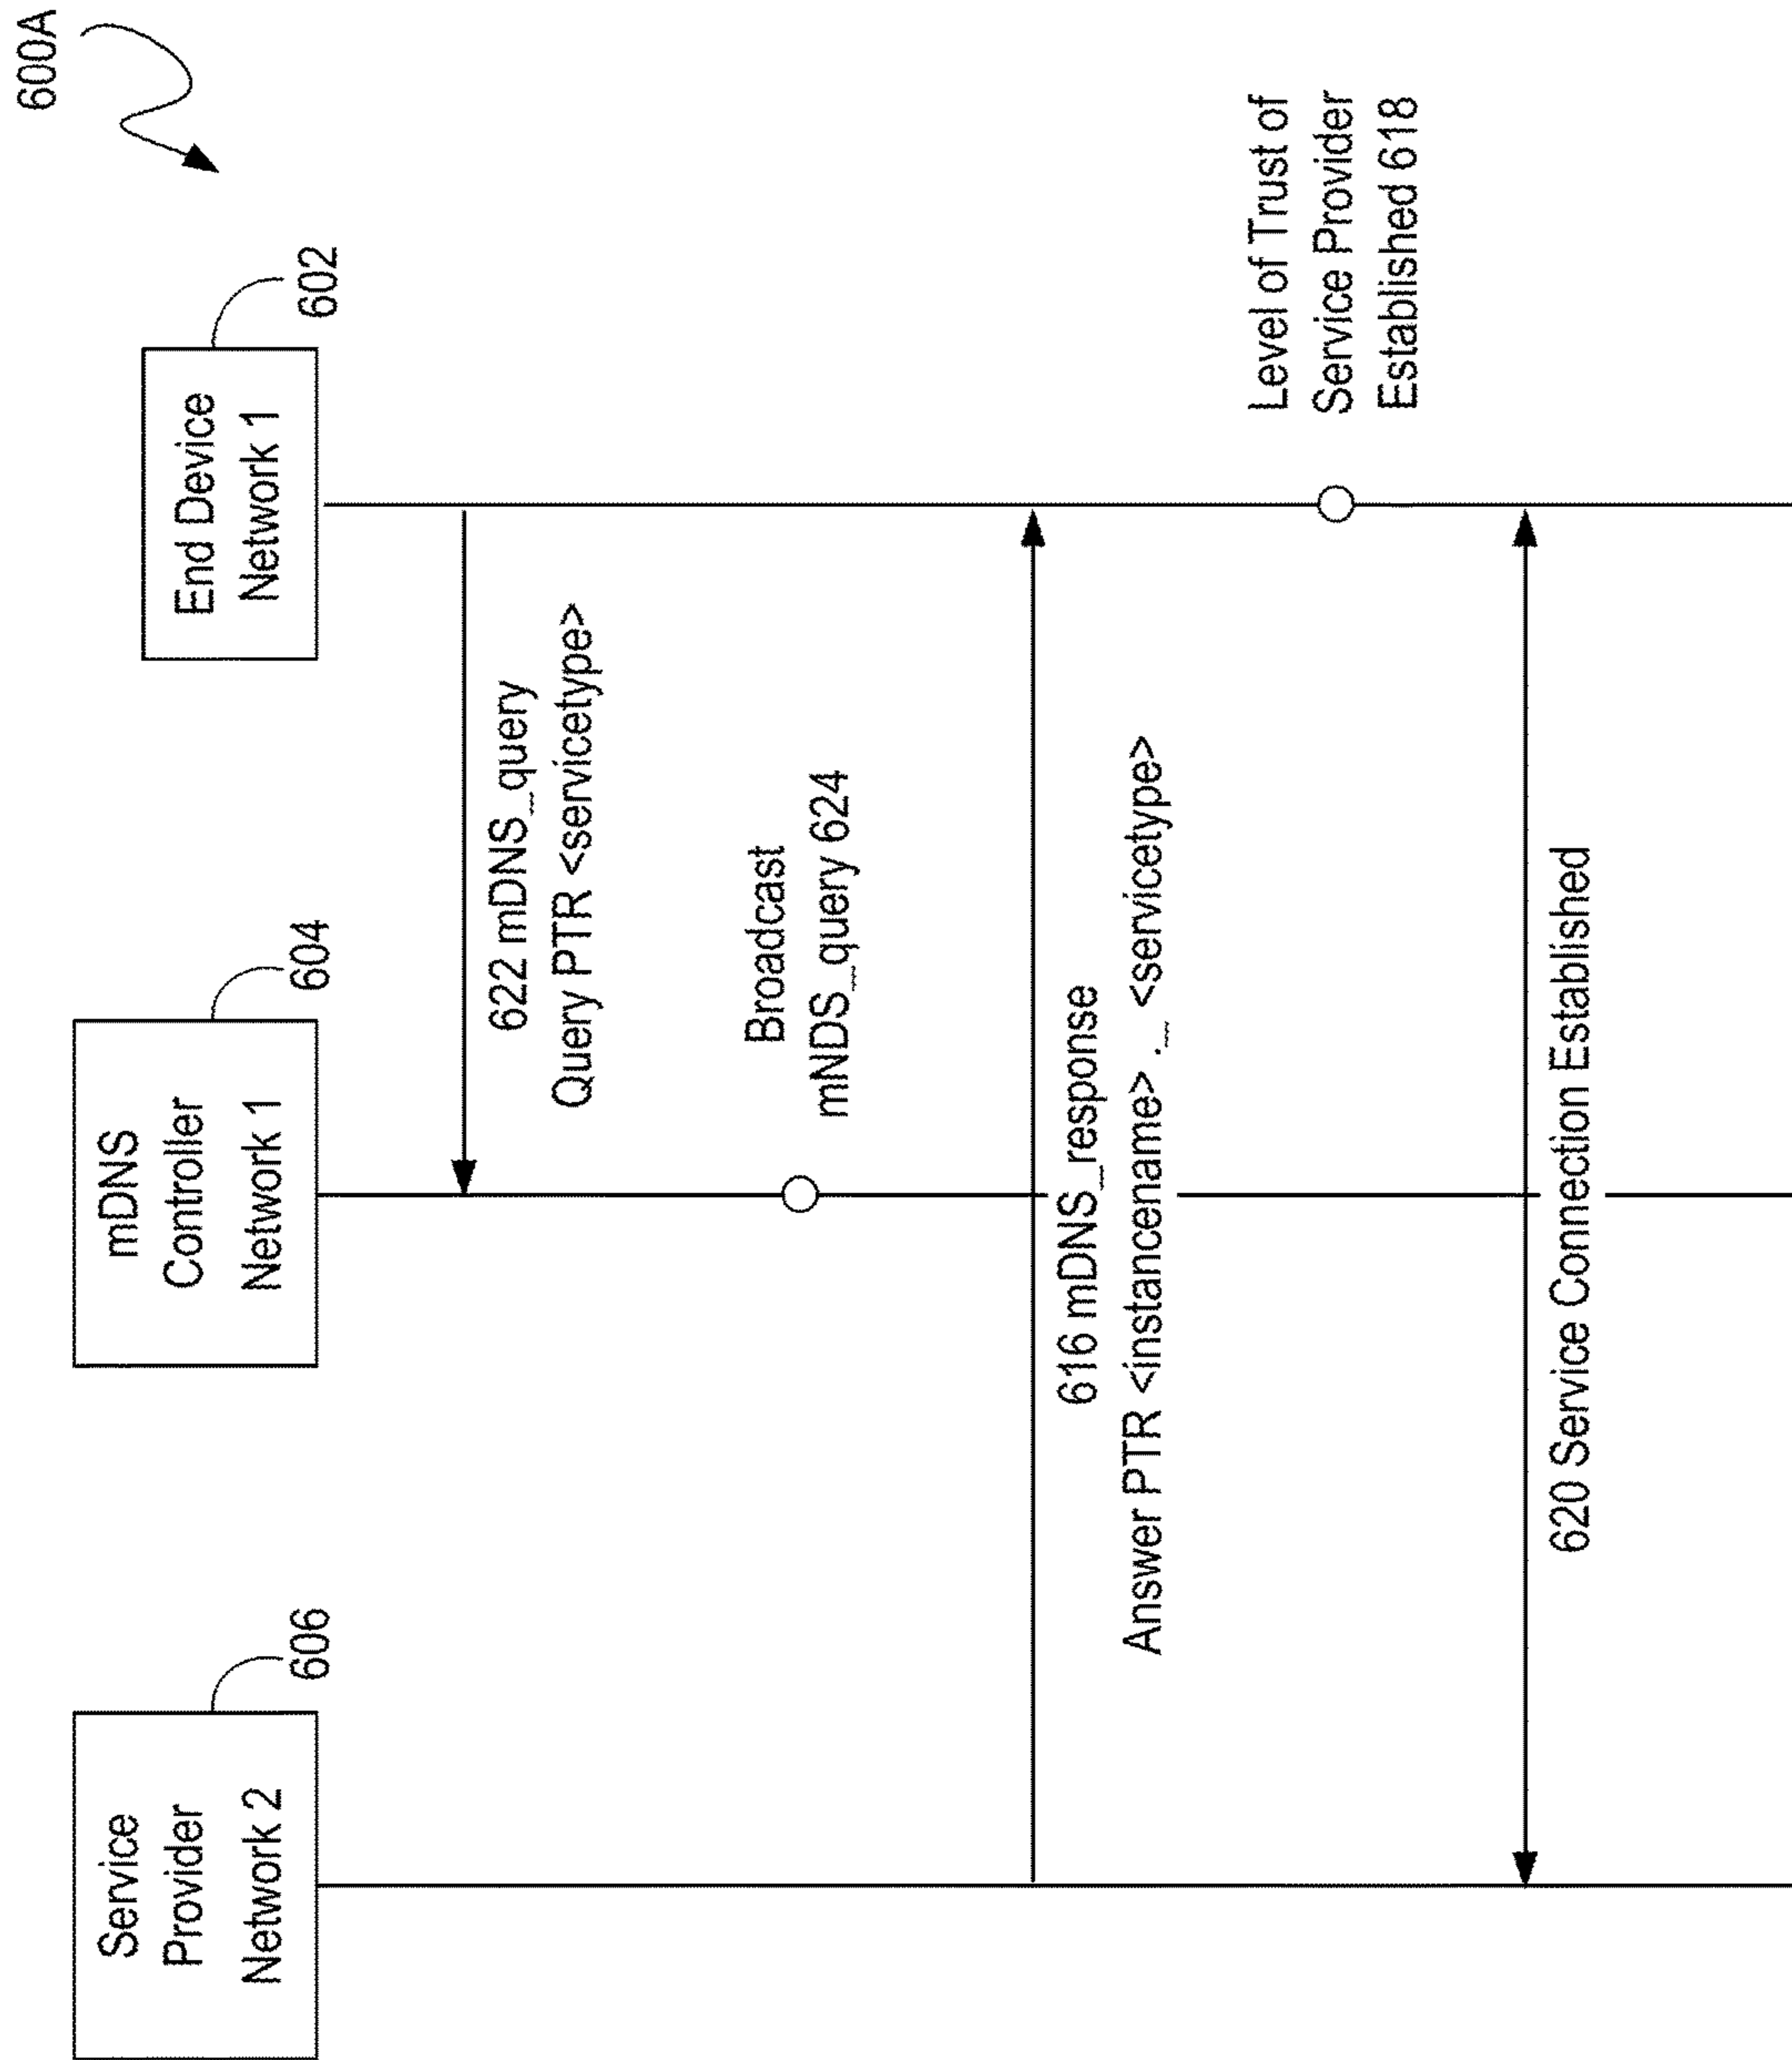 600A
Service
Provider
Network 2
606
mDNS
Controller
Network 1
604
End Device
Network 1
602
622 mDNS_query
Query PTR <servicetype>
Broadcast
mNDS_query 624
616 mDNS_response
Answer PTR <instancename> ._ <servicetype>
Level of Trust of
Service Provider
Established 618
620 Service Connection Established